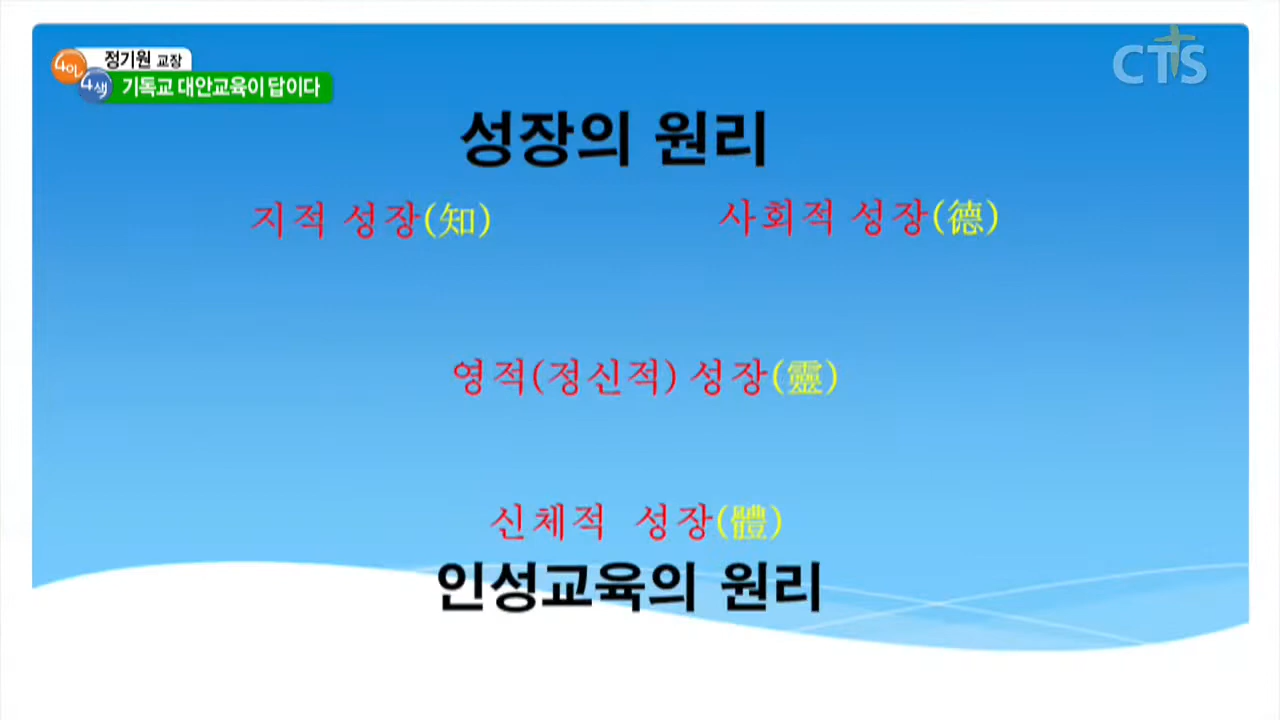 4인
4색
정기원 교장
기독교 대안교육이 답이다
CTS
성장의 원리
지적 성장(知)
사회적 성장(德)
영적(정신적) 성장(靈)
신체적 성장(體)
인성교육의 원리